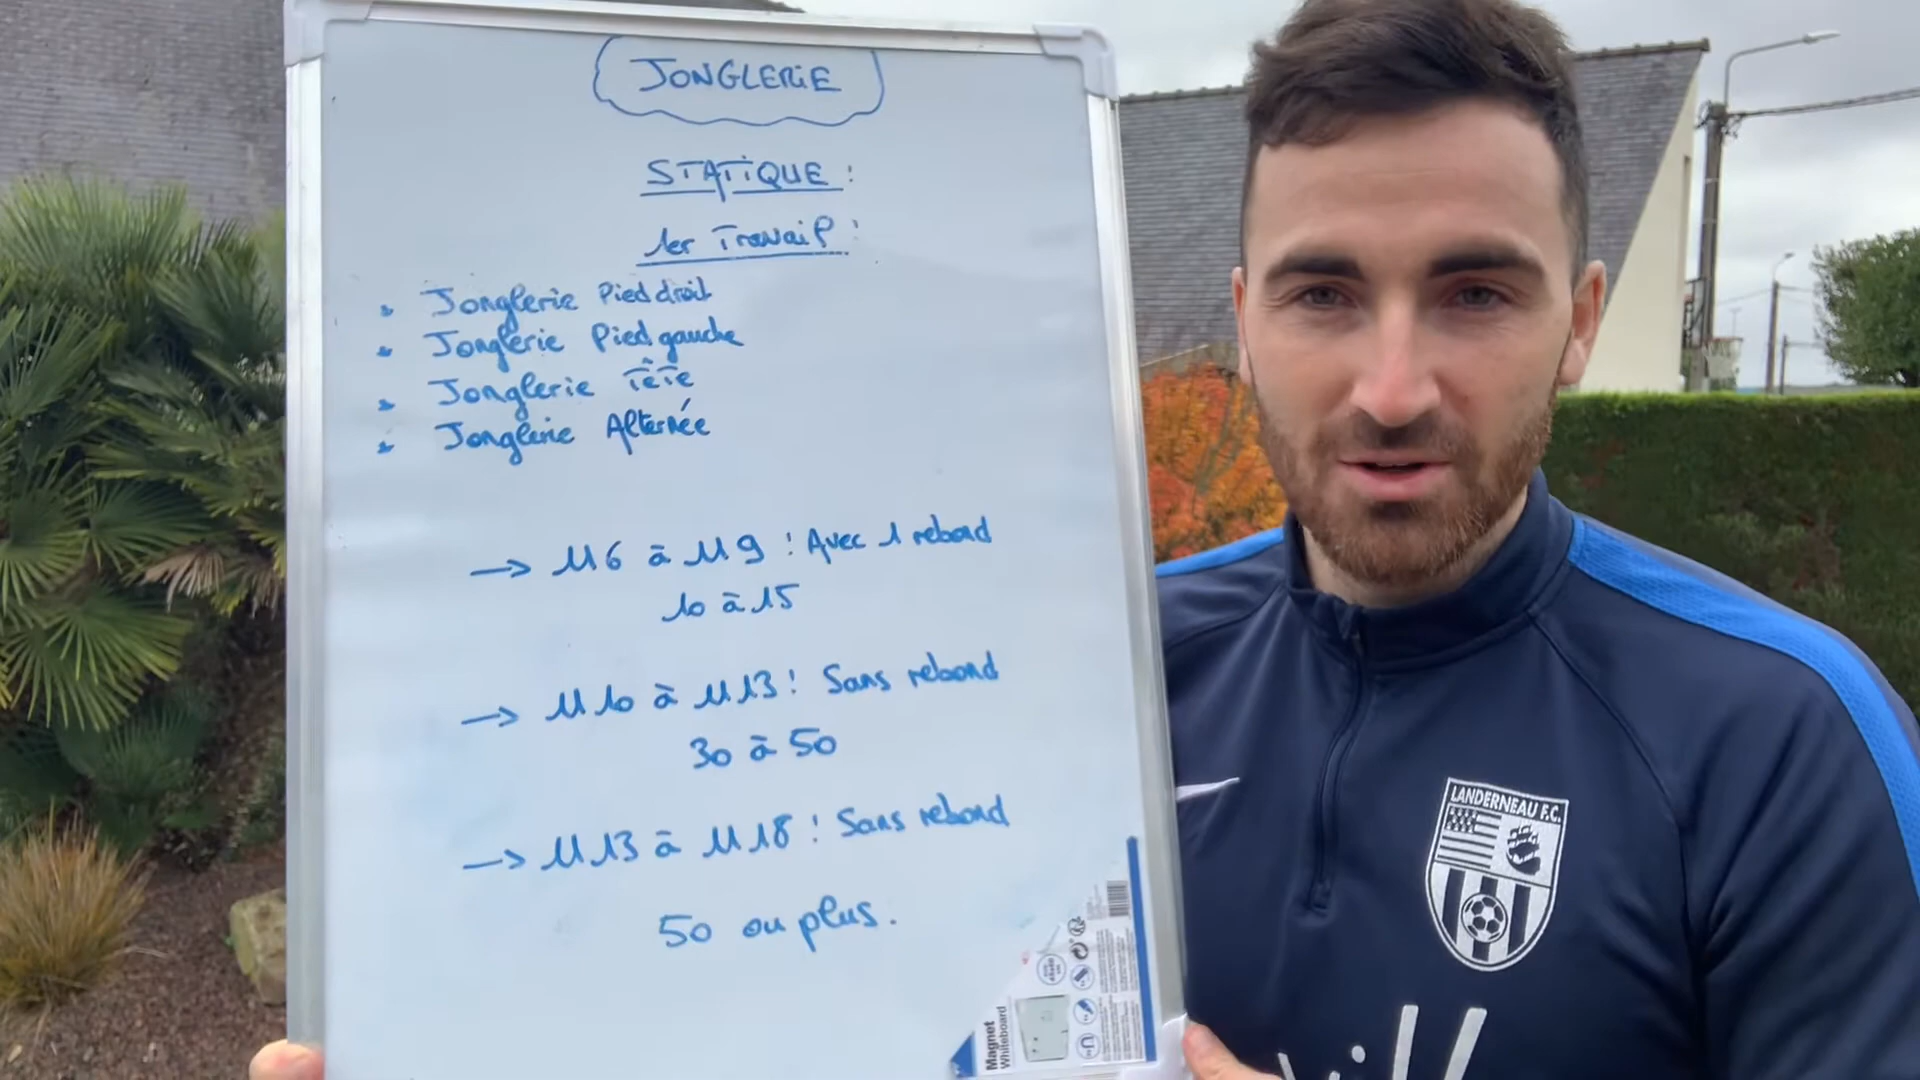 JONGLERIE
STATIQUE :
1er Travail :
* Jonglerie Pied droit
* Jonglerie Pied gauche
* Jonglerie Tête
* Jonglerie Alternée
→ U6 à U9 : Avec 1 rebond
10 à 15
→ U10 à U13 : Sans rebond
30 à 50
→ U13 à U18 : Sans rebond
50 ou plus.
Magnet
Whiteboard
LANDERNEAU F.C.